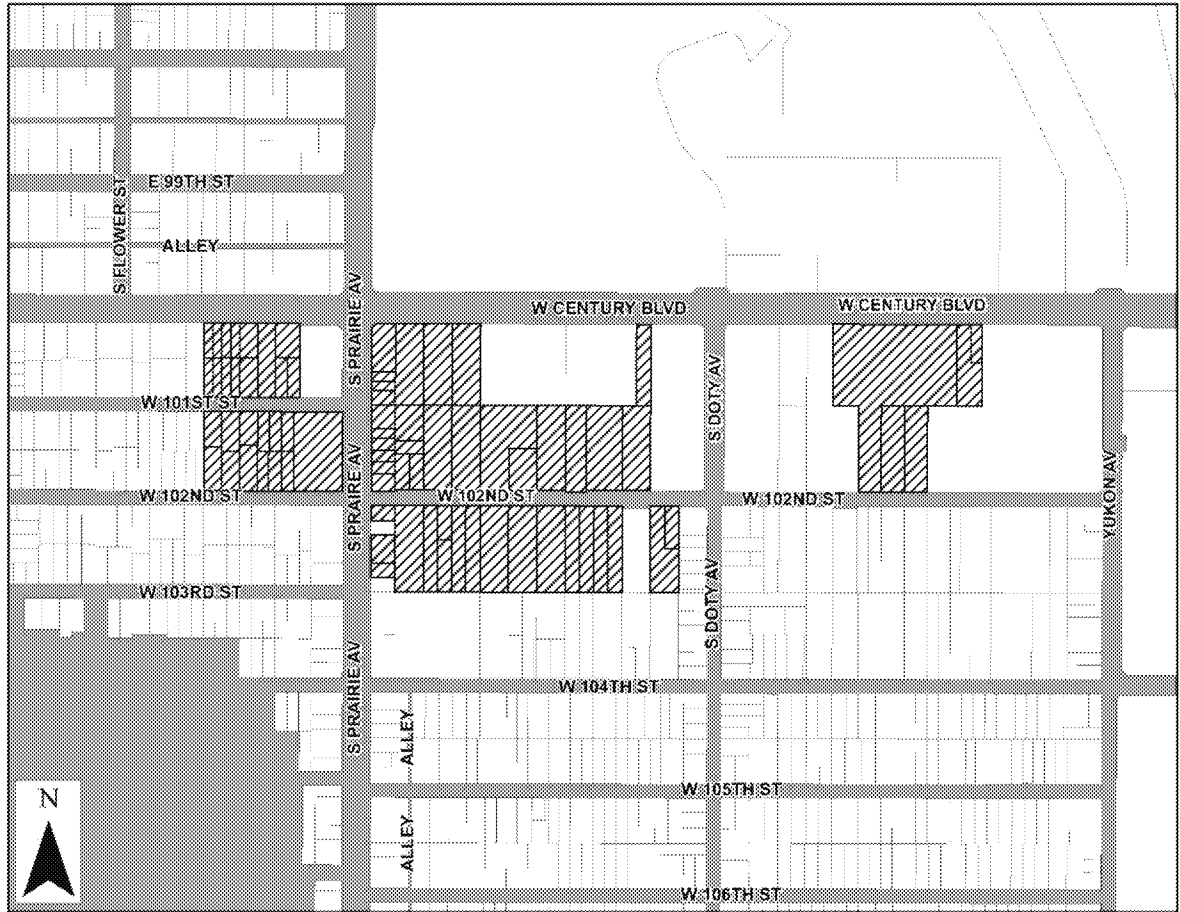 S FLOWER ST
E 99TH ST
ALLEY
S PRAIRIE AV
W CENTURY BLVD
W CENTURY BLVD
S PRAIRIE AV
W 101ST ST
S DOTY AV
W 102ND ST
W 102ND ST
W 102ND ST
S PRAIRE AV
YUKON AV
W 103RD ST
S DOTY AV
S PRAIRIE AV
W 104TH ST
ALLEY
N
W 105TH ST
ALLEY
W 106TH ST